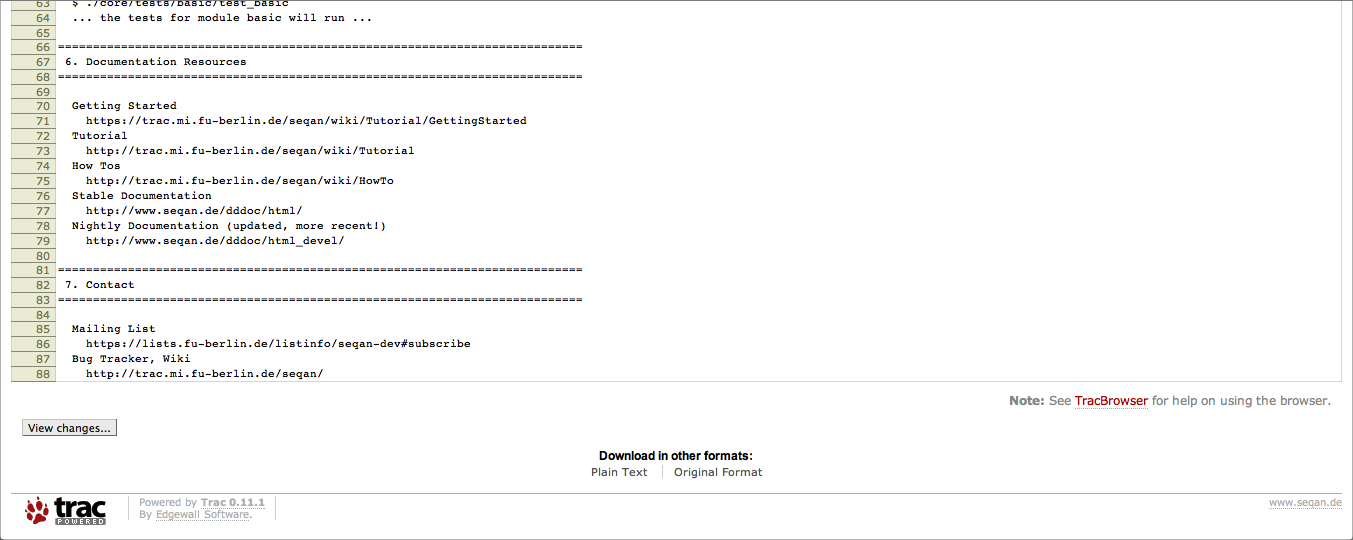 63 $ ./core/tests/basic/test_basic
64 ... the tests for module basic will run ...
65
66 ===========================================================================
67 6. Documentation Resources
68 ===========================================================================
69
70 Getting Started
71 https://trac.mi.fu-berlin.de/seqan/wiki/Tutorial/GettingStarted
72 Tutorial
73 http://trac.mi.fu-berlin.de/seqan/wiki/Tutorial
74 How Tos
75 http://trac.mi.fu-berlin.de/seqan/wiki/HowTo
76 Stable Documentation
77 http://www.seqan.de/dddoc/html/
78 Nightly Documentation (updated, more recent!)
79 http://www.seqan.de/dddoc/html_devel/
80
81 ===========================================================================
82 7. Contact
83 ===========================================================================
84
85 Mailing List
86 https://lists.fu-berlin.de/listinfo/seqan-dev#subscribe
87 Bug Tracker, Wiki
88 http://trac.mi.fu-berlin.de/seqan/
Note: See TracBrowser for help on using the browser.
View changes...
Download in other formats:
Plain Text Original Format
trac POWERED
Powered by Trac 0.11.1
By Edgewall Software.
www.seqan.de